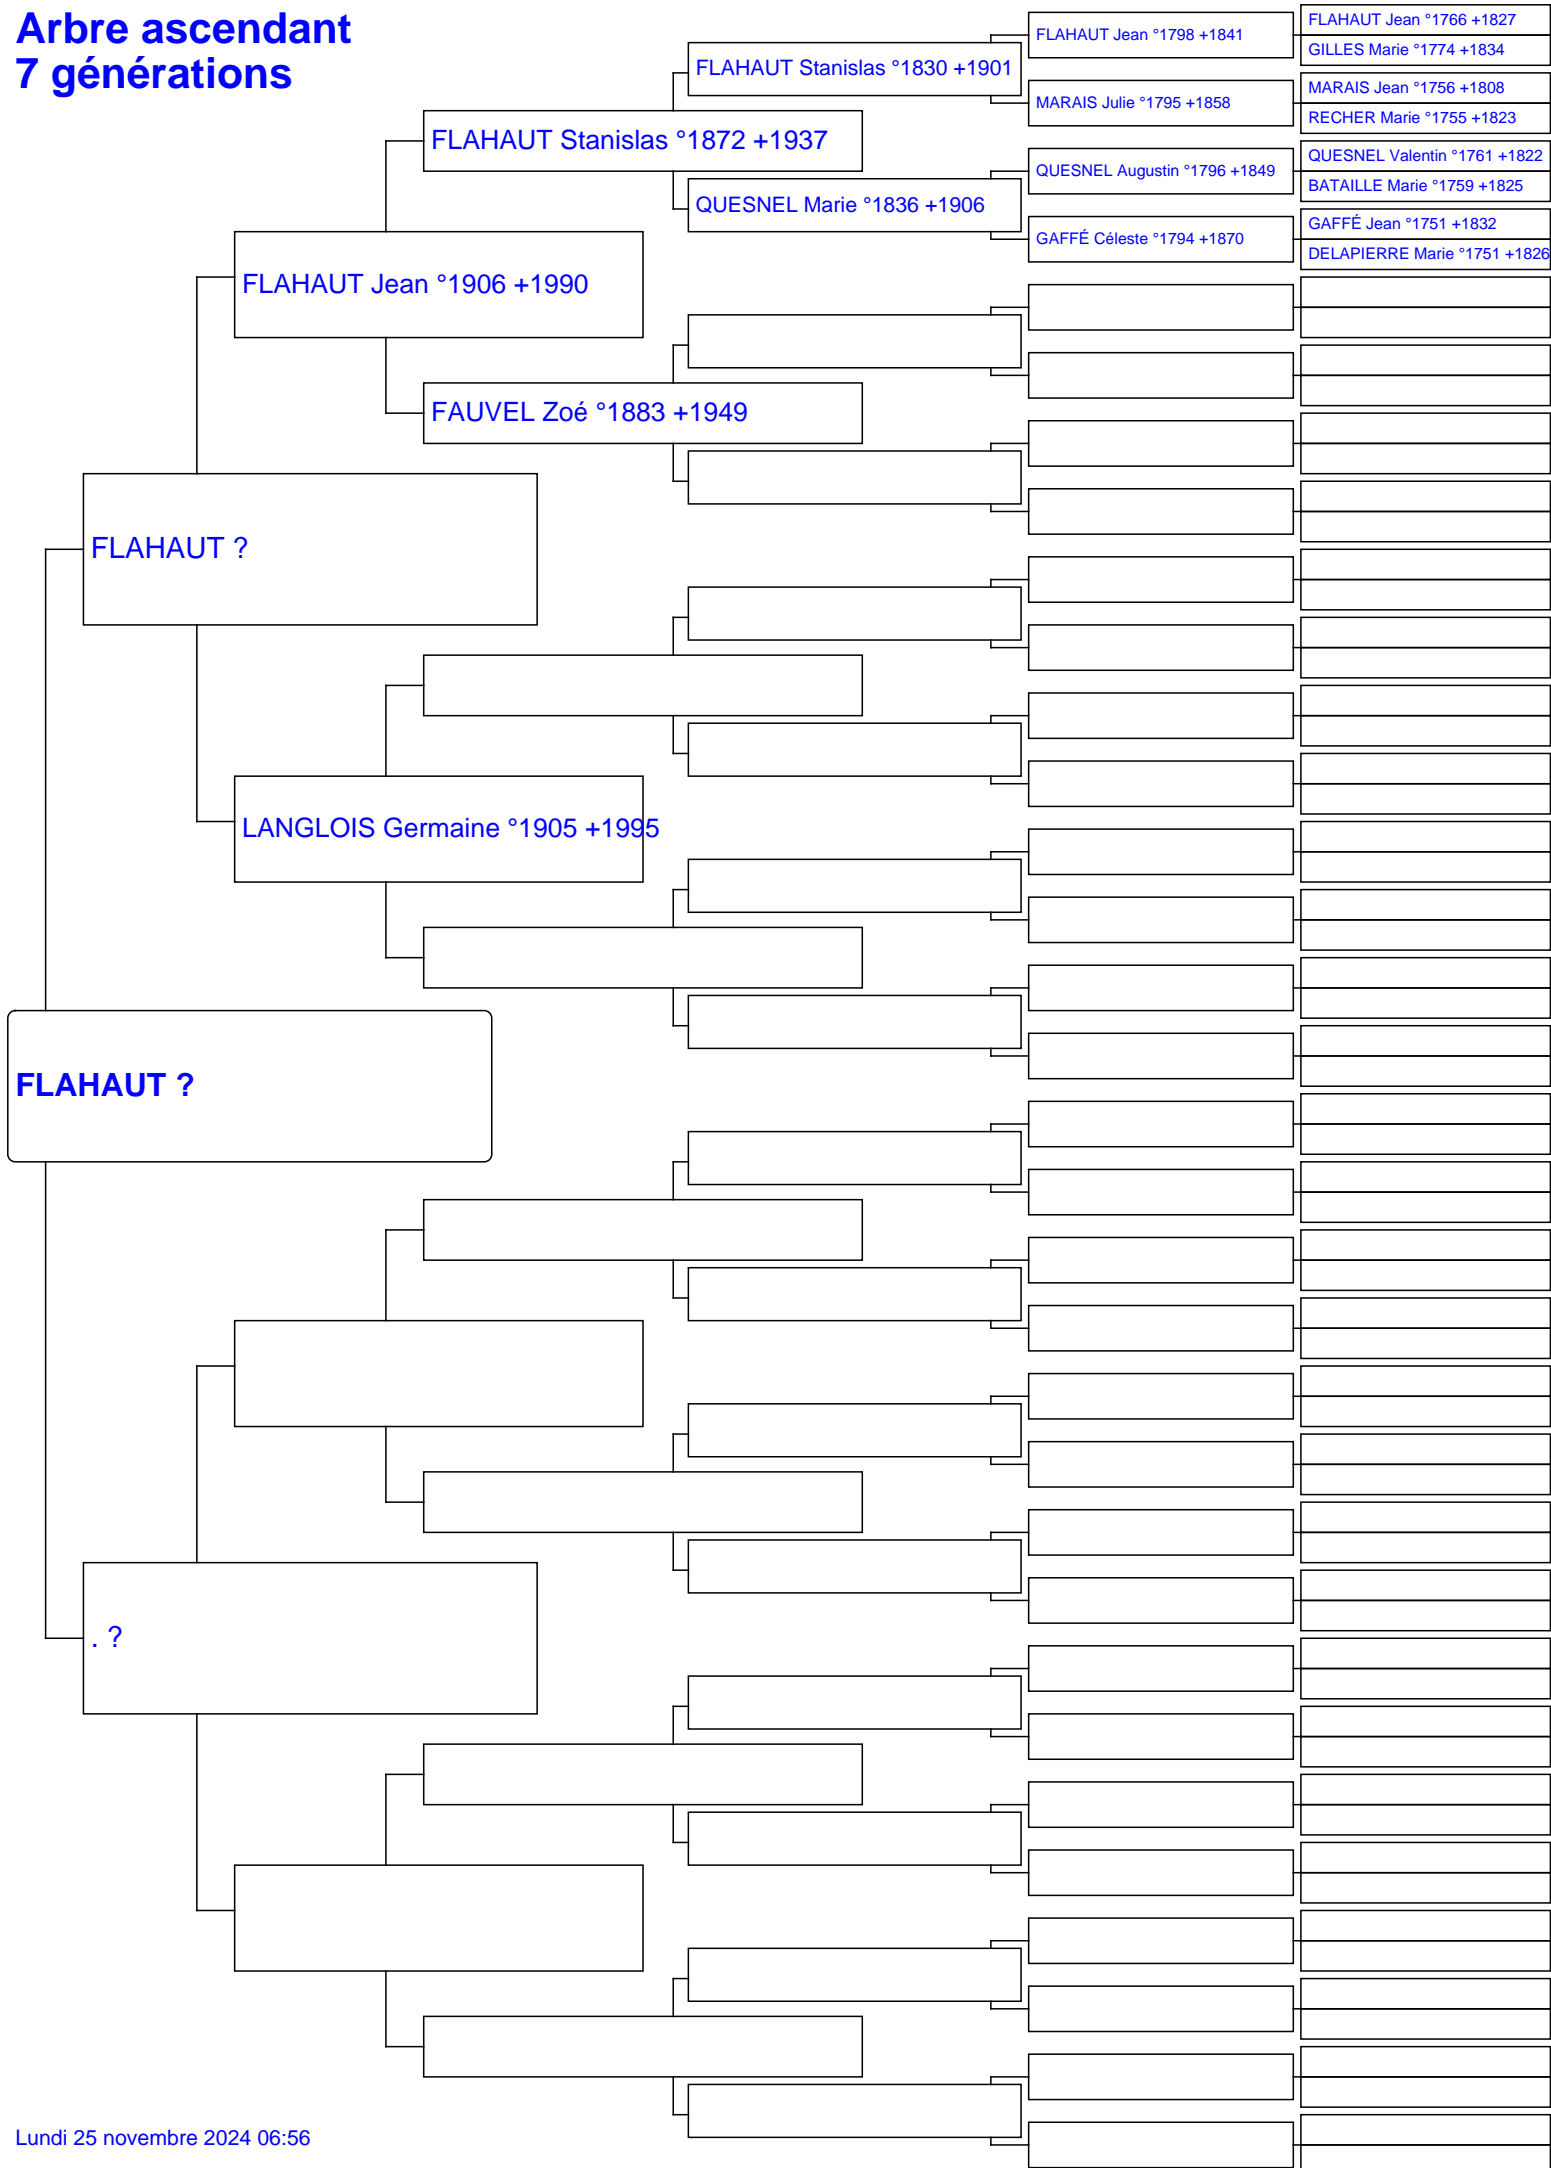 Arbre ascendant
7 générations
FLAHAUT Jean °1766 +1827
FLAHAUT Jean °1798 +1841
GILLES Marie °1774 +1834
FLAHAUT Stanislas °1830 +1901
MARAIS Jean °1756 +1808
MARAIS Julie °1795 +1858
RECHER Marie °1755 +1823
FLAHAUT Stanislas °1872 +1937
QUESNEL Valentin °1761 +1822
QUESNEL Augustin °1796 +1849
BATAILLE Marie °1759 +1825
QUESNEL Marie °1836 +1906
GAFFÉ Jean °1751 +1832
GAFFÉ Céleste °1794 +1870
DELAPIERRE Marie °1751 +1826
FLAHAUT Jean °1906 +1990
FAUVEL Zoé °1883 +1949
FLAHAUT ?
LANGLOIS Germaine °1905 +1995
FLAHAUT ?
. ?
Lundi 25 novembre 2024 06:56